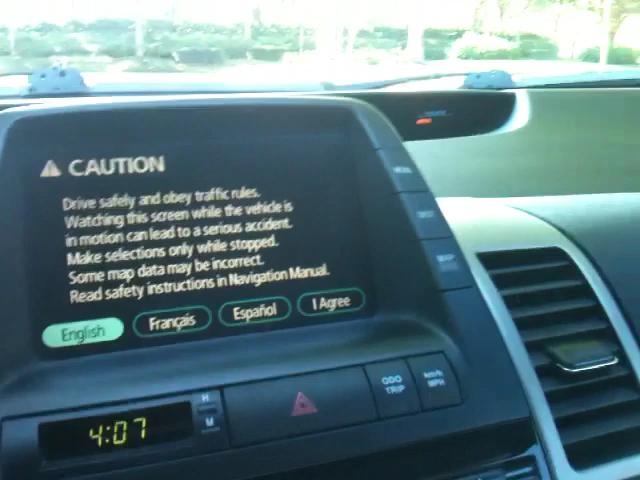 CAUTION
Drive safely and obey traffic rules.
Watching this screen while the vehicle is
in motion can lead to a serious accident.
Make selections only while stopped.
Some map data may be incorrect.
Read safety instructions in Navigation Manual.
English
Français
Español
I Agree
4:07
H
M
ODO
TRIP
km/h
MPH